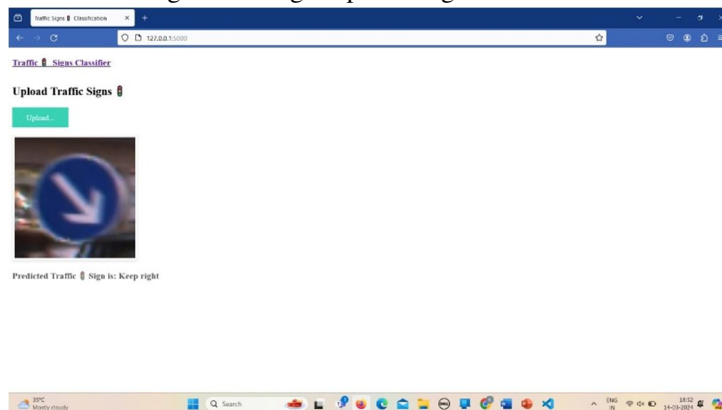 Traffic Signs 🚦 Classification
127.0.0.1:5000
Traffic 🚦 Signs Classifier
Upload Traffic Signs 🚦
Upload...
Predicted Traffic 🚦 Sign is: Keep right
35°C
Mostly cloudy
Search
ENG
IN
18:52
14-03-2024